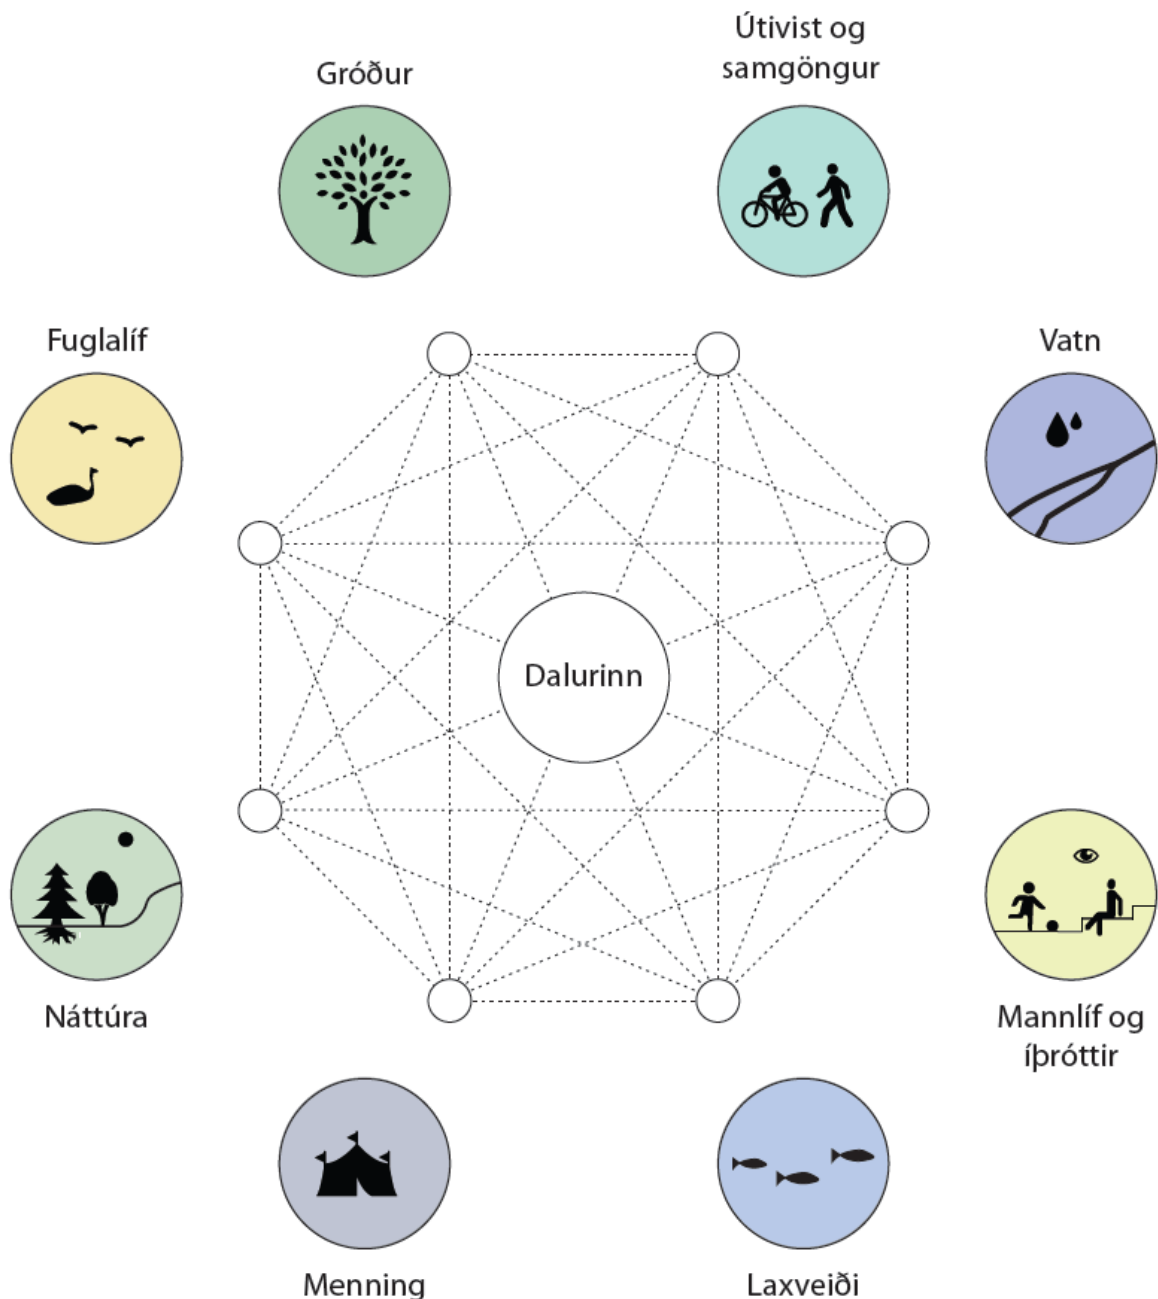 Útivist og
samgöngur
Gróður
Fuglalíf
Vatn
Dalurinn
Náttúra
Mannlíf og
íþróttir
Menning
Laxveiði